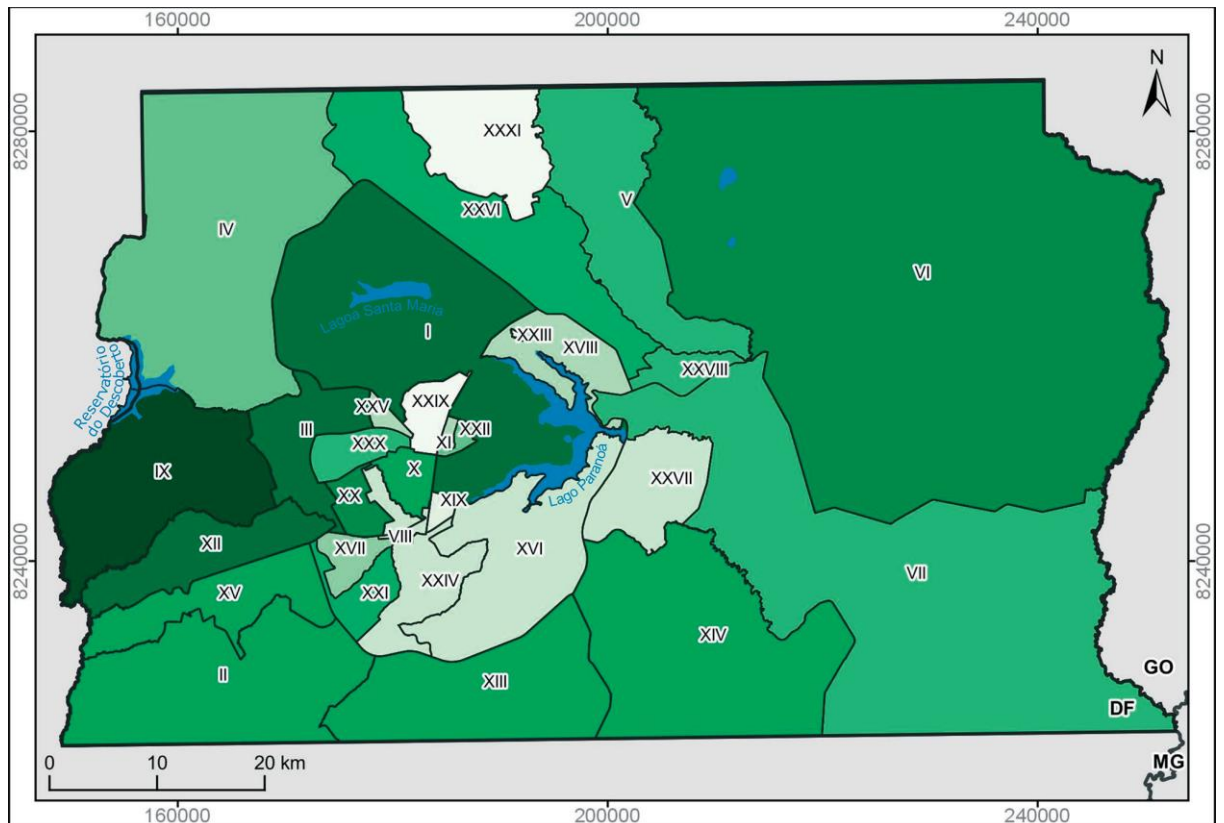 160000
200000
240000
N
8280000
8280000
XXXI
V
XXVI
IV
VI
Lagoa Santa Maria
I
XXIII
XVIII
Reservatório
do Descoberto
XXVIII
XXV
XXIX
III
XXII
XXX
XI
IX
X
Lago Paranoá
XXVII
XX
XIX
XII
VIII
XVII
XVI
8240000
8240000
VII
XXIV
XV
XXI
XIV
II
XIII
GO
DF
0
10
20 km
MG
160000
200000
240000